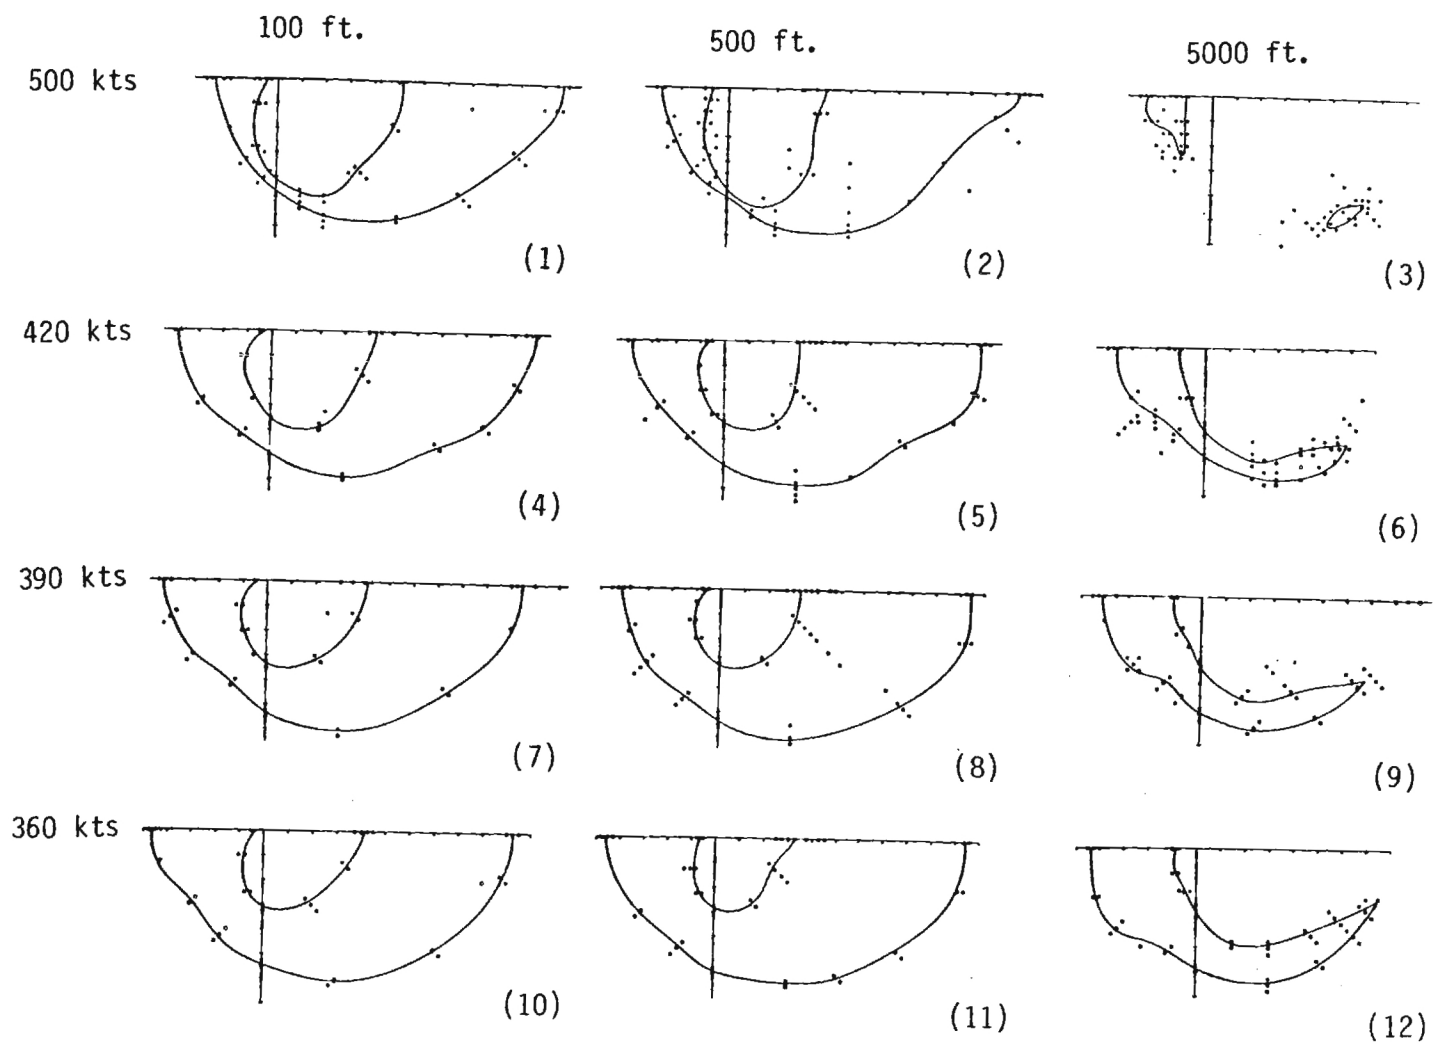 100 ft.
500 ft.
5000 ft.
500 kts
(1)
(2)
(3)
420 kts
(4)
(5)
(6)
390 kts
(7)
(8)
(9)
360 kts
(10)
(11)
(12)